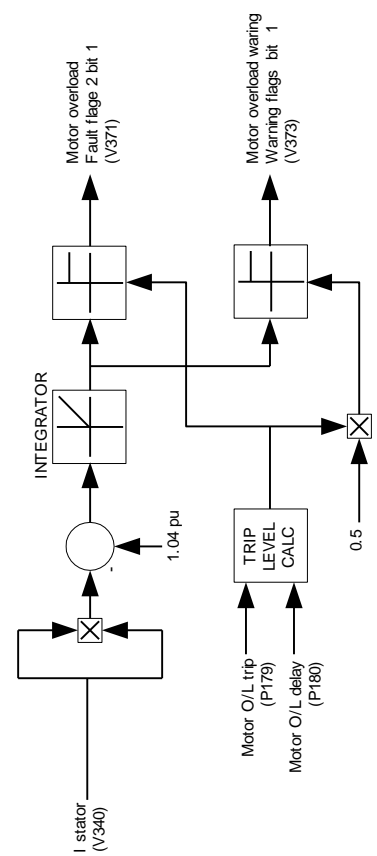 I stator
(V340)
1.04 pu
-
INTEGRATOR
Motor overload
Fault flage 2 bit 1
(V371)
Motor O/L trip
(P179)
Motor O/L delay
(P180)
TRIP
LEVEL
CALC
0.5
Motor overload waring
Warning flags bit 1
(V373)